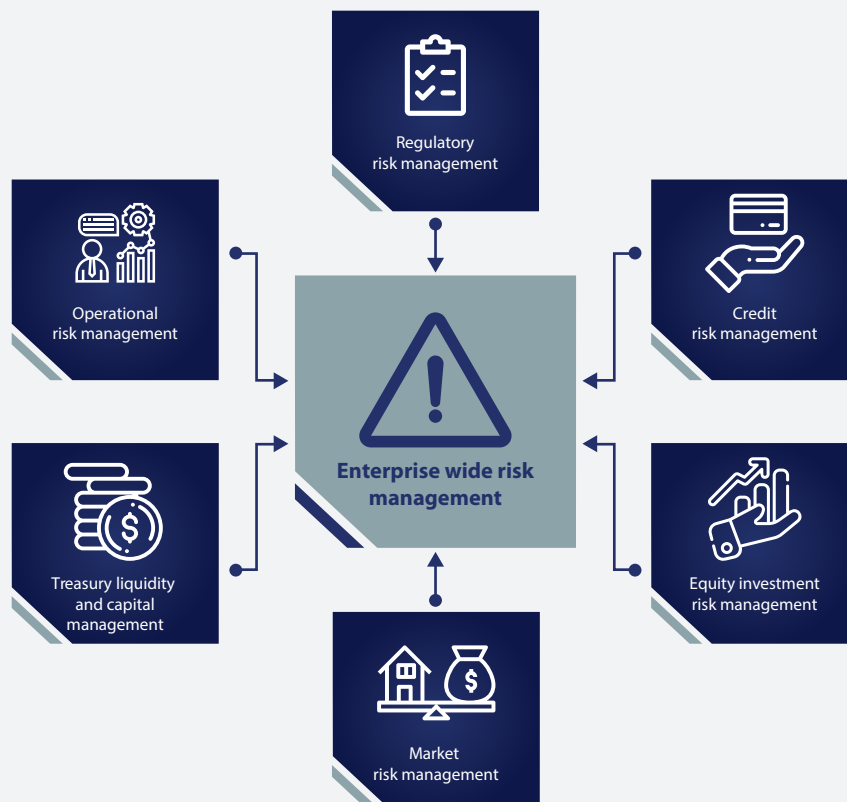 Regulatory
risk management
Operational
risk management
Credit
risk management
Enterprise wide risk
management
Treasury liquidity
and capital
management
Equity investment
risk management
Market
risk management
$
$